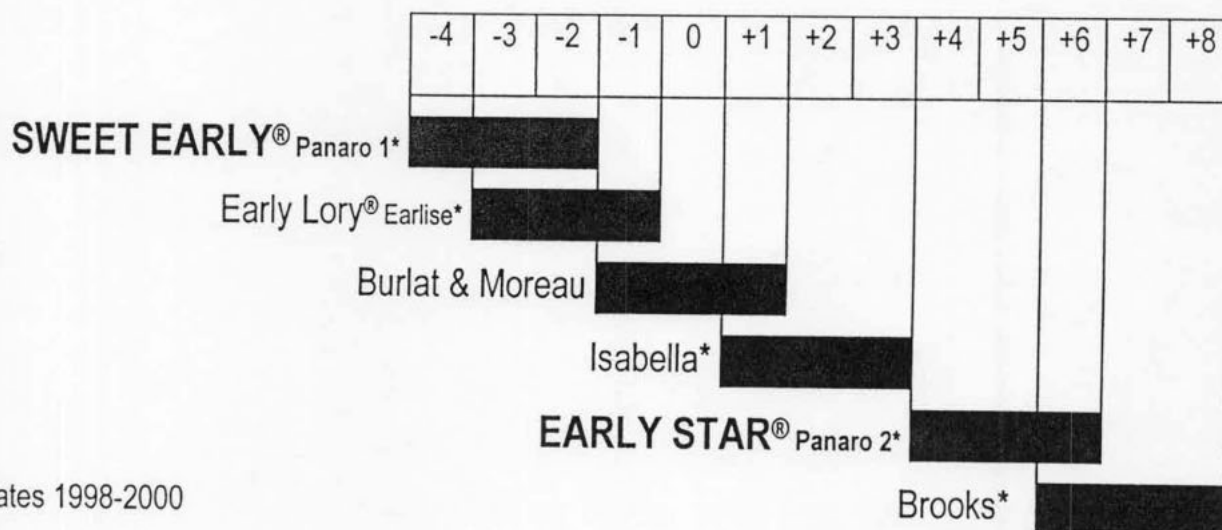 -4 -3 -2 -1 0 +1 +2 +3 +4 +5 +6 +7 +8
SWEET EARLY® Panaro 1*
Early Lory® Earlise*
Burlat & Moreau
Isabella*
EARLY STAR® Panaro 2*
Brooks*
1998-2000